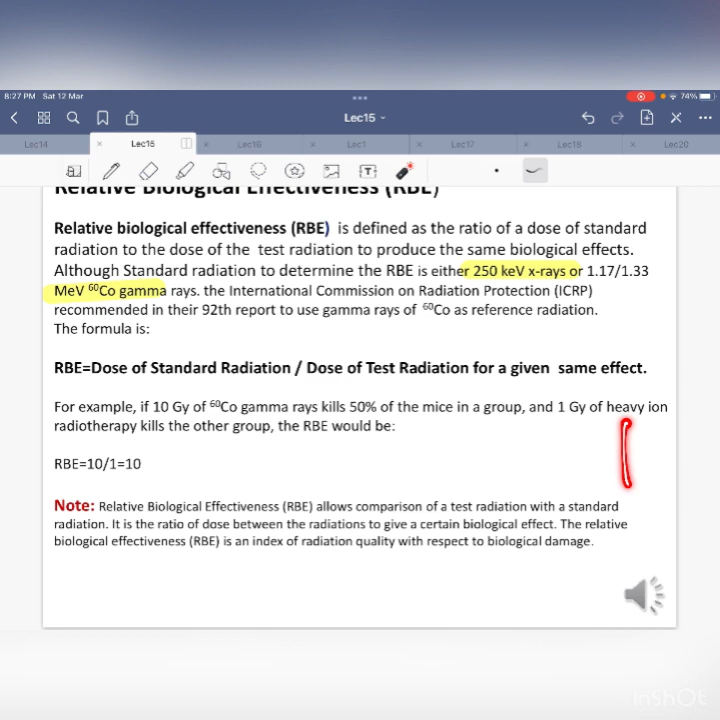 8:27 PM Sat 12 Mar
74%
Lec15
Lec14
Lec15
Lec16
Lec1
Lec17
Lec18
Lec20
Relative Biological Effectiveness (RBE)
Relative biological effectiveness (RBE) is defined as the ratio of a dose of standard
radiation to the dose of the test radiation to produce the same biological effects.
Although Standard radiation to determine the RBE is either 250 keV x-rays or 1.17/1.33
MeV ⁶⁰Co gamma rays. the International Commission on Radiation Protection (ICRP)
recommended in their 92th report to use gamma rays of ⁶⁰Co as reference radiation.
The formula is:
RBE=Dose of Standard Radiation / Dose of Test Radiation for a given same effect.
For example, if 10 Gy of ⁶⁰Co gamma rays kills 50% of the mice in a group, and 1 Gy of heavy ion
radiotherapy kills the other group, the RBE would be:
RBE=10/1=10
Note: Relative Biological Effectiveness (RBE) allows comparison of a test radiation with a standard
radiation. It is the ratio of dose between the radiations to give a certain biological effect. The relative
biological effectiveness (RBE) is an index of radiation quality with respect to biological damage.
InShOt